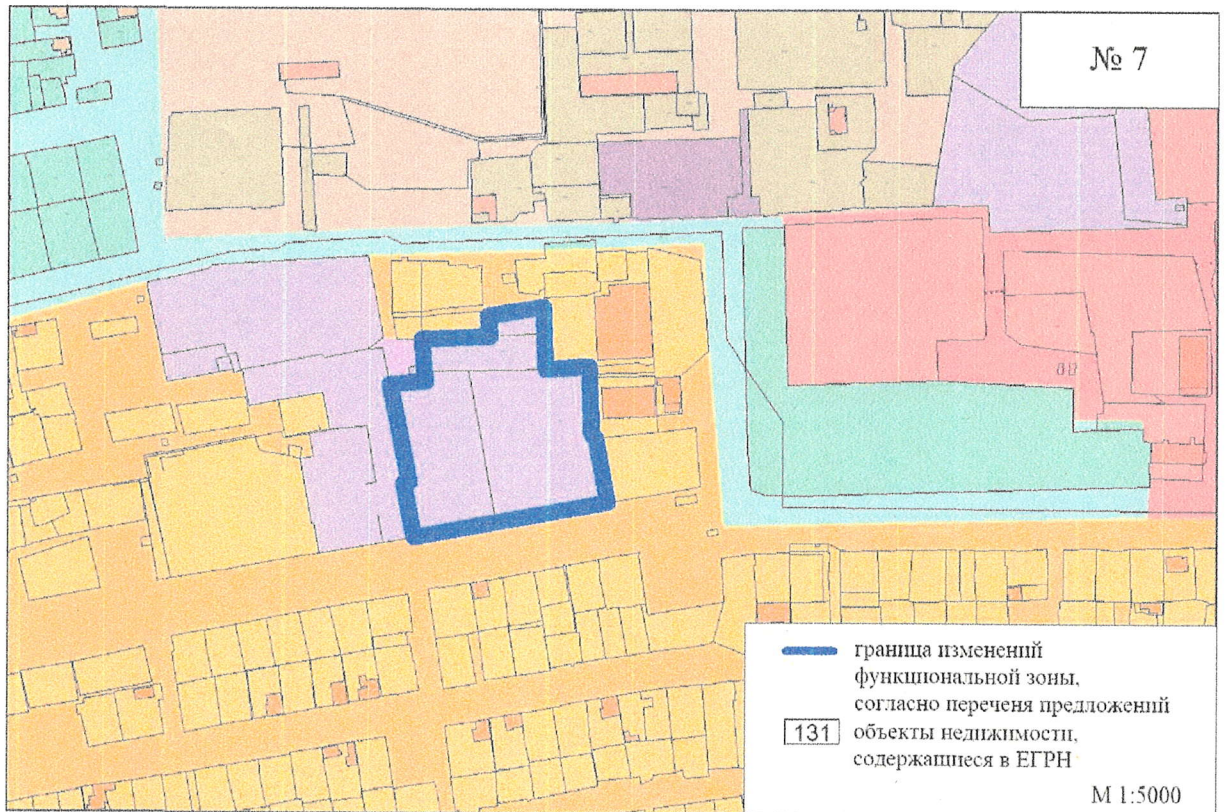 № 7
граница изменений
функциональной зоны,
согласно переченя предложений
131 объекты недвижимости,
содержащиеся в ЕГРН
М 1:5000